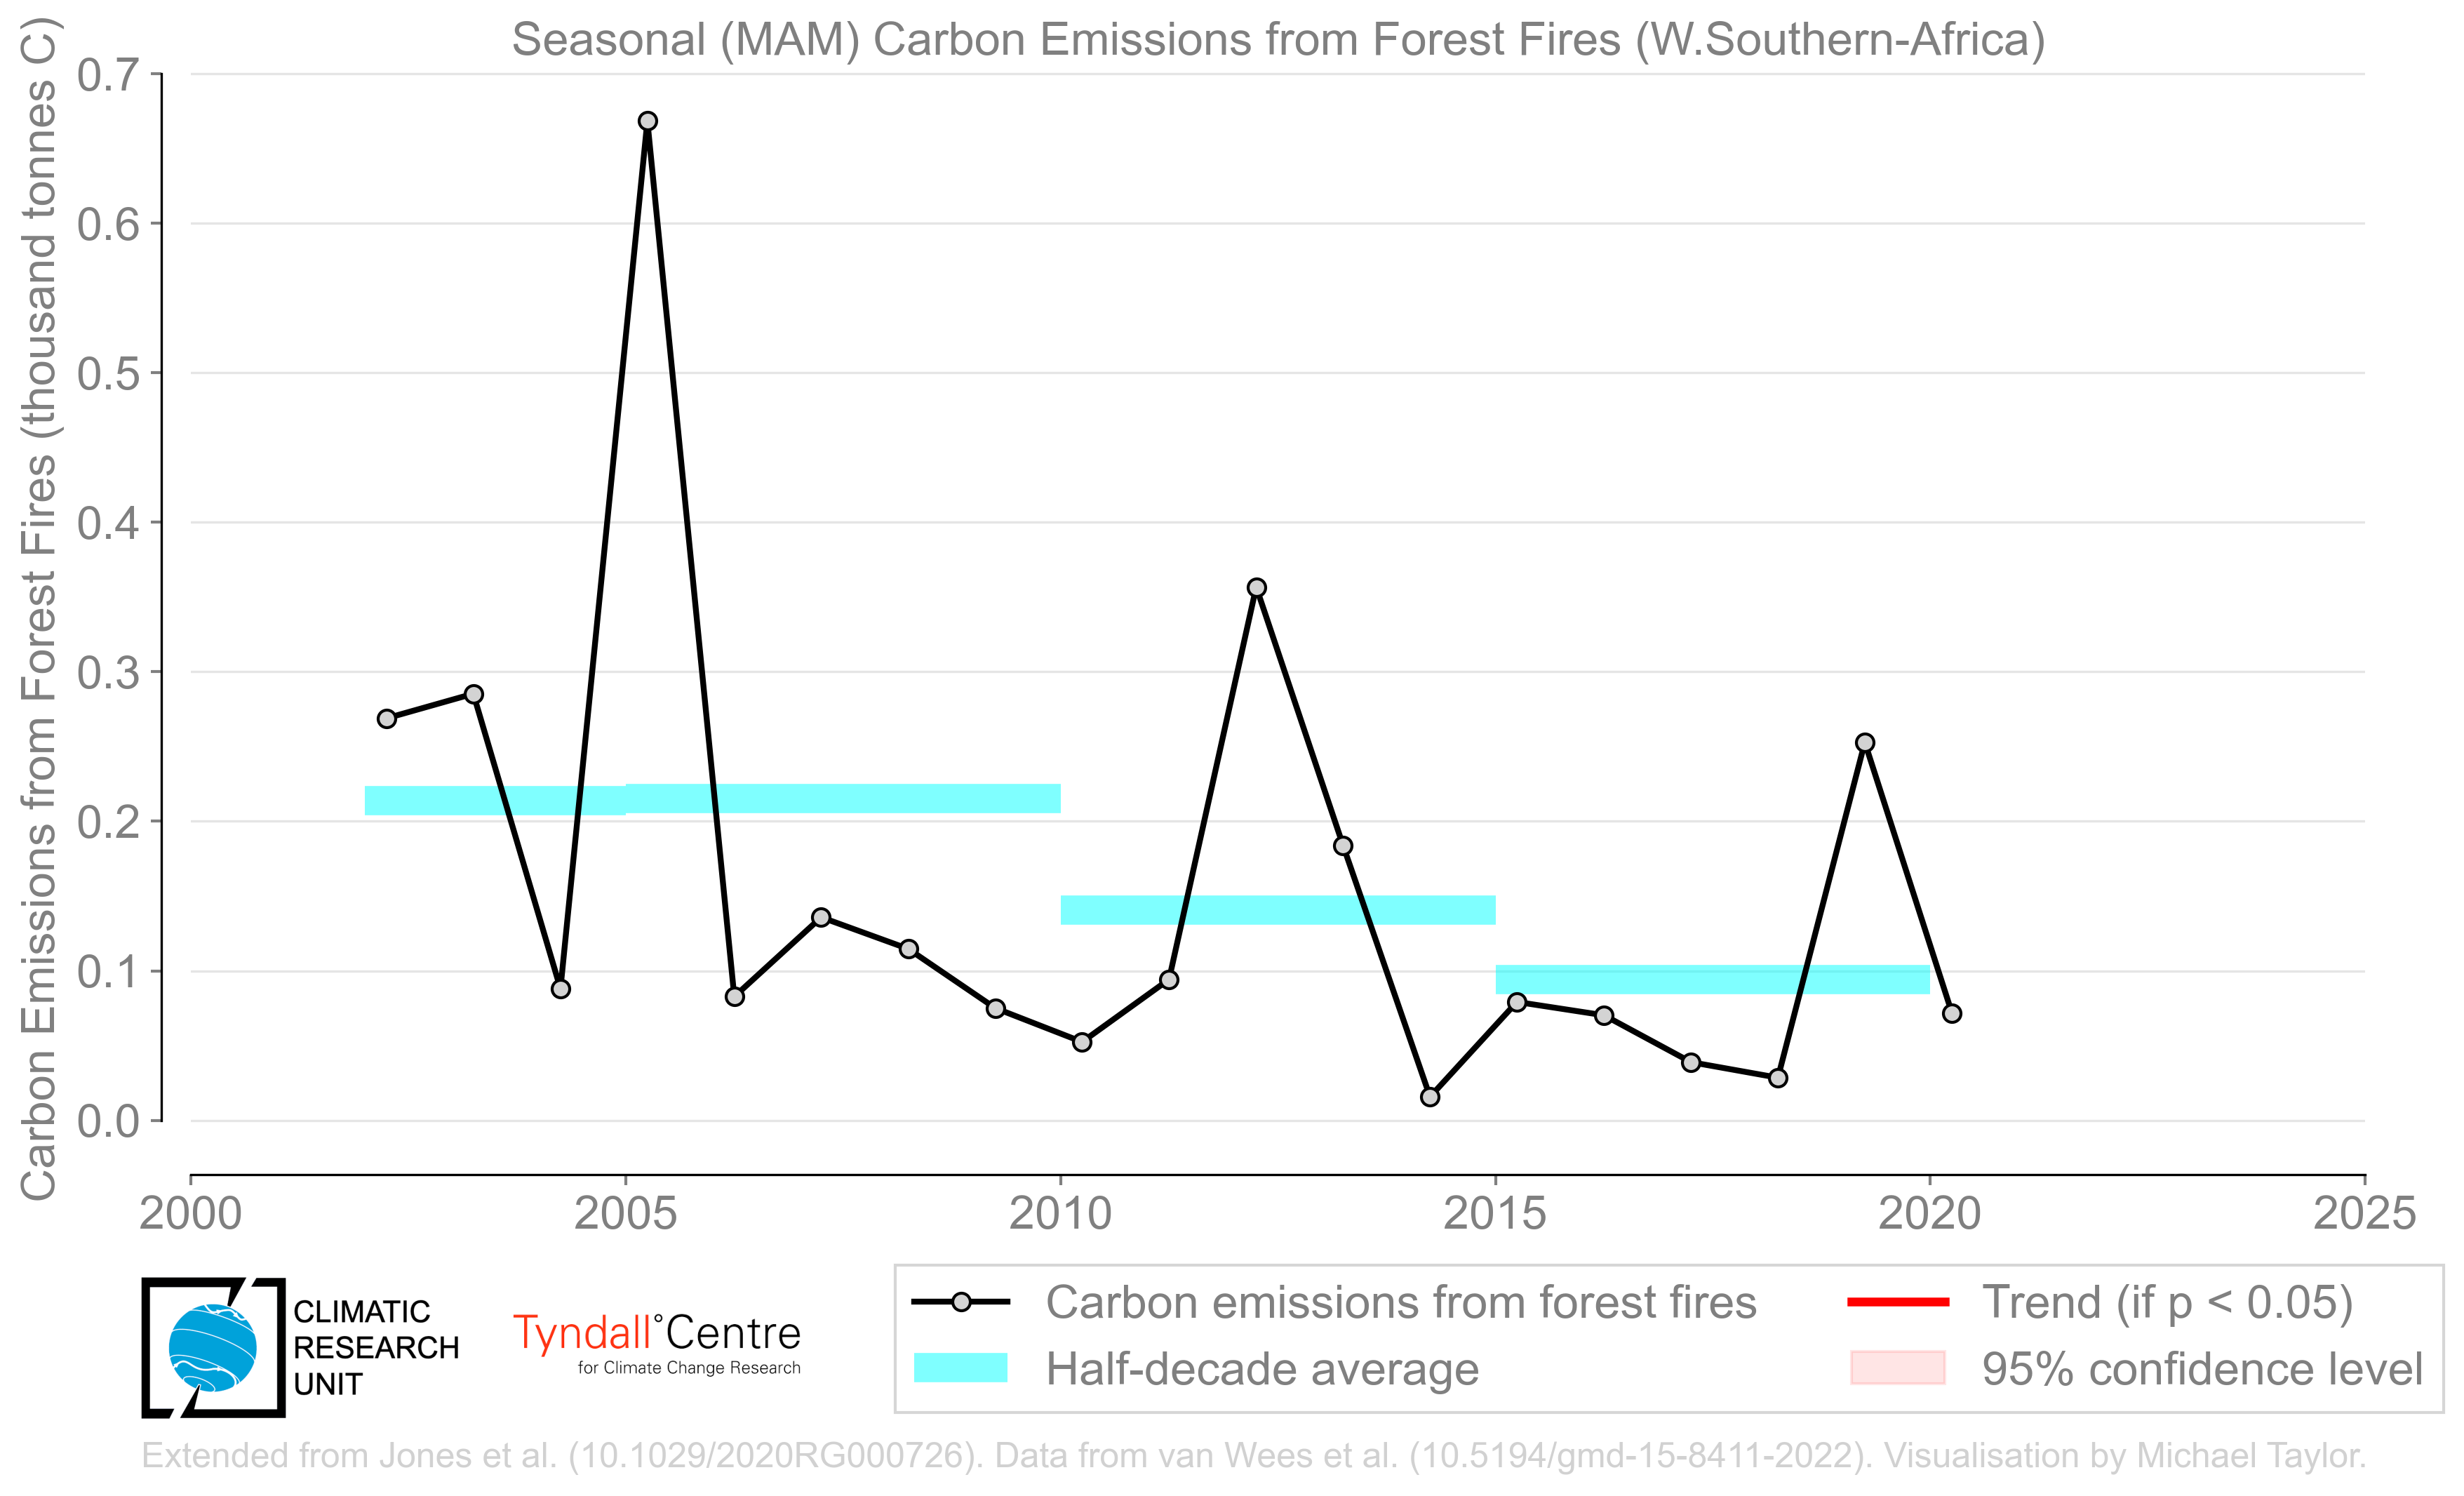 Seasonal (MAM) Carbon Emissions from Forest Fires (W.Southern-Africa)
Carbon Emissions from Forest Fires (thousand tonnes C)
0.7
0.6
0.5
0.4
0.3
0.2
0.1
0.0
2000
2005
2010
2015
2020
2025
CLIMATIC
RESEARCH
UNIT
Tyndall°Centre
for Climate Change Research
Carbon emissions from forest fires
Half-decade average
Trend (if p < 0.05)
95% confidence level
Extended from Jones et al. (10.1029/2020RG000726). Data from van Wees et al. (10.5194/gmd-15-8411-2022). Visualisation by Michael Taylor.